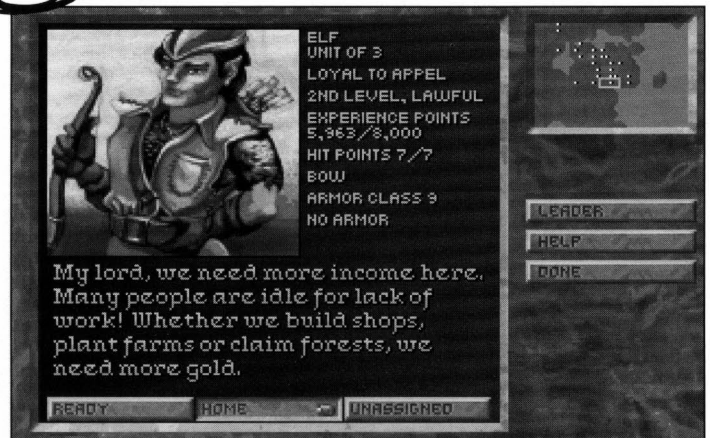 ELF
UNIT OF 3
LOYAL TO APPEL
2ND LEVEL, LAWFUL
EXPERIENCE POINTS
5,963/8,000
HIT POINTS 7/7
BOW
ARMOR CLASS 9
NO ARMOR
My lord, we need more income here.
Many people are idle for lack of
work! Whether we build shops,
plant farms or claim forests, we
need more gold.
READY
HOME
UNASSIGNED
LEADER
HELP
DONE